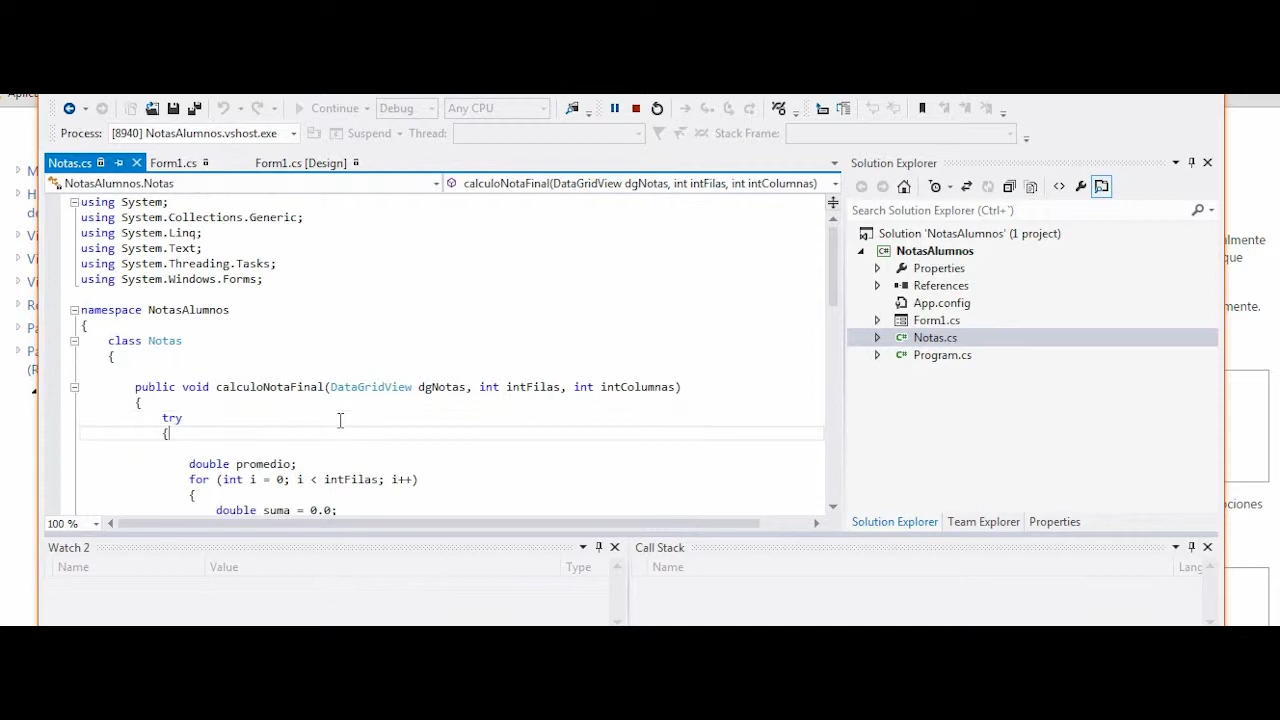 Continue Debug Any CPU
Process: [8940] NotasAlumnos.vshost.exe Suspend Thread: Stack Frame:
Notas.cs Form1.cs Form1.cs [Design]
NotasAlumnos.Notas calculoNotaFinal(DataGridView dgNotas, int intFilas, int intColumnas)
using System;
using System.Collections.Generic;
using System.Linq;
using System.Text;
using System.Threading.Tasks;
using System.Windows.Forms;
namespace NotasAlumnos
{
class Notas
{
public void calculoNotaFinal(DataGridView dgNotas, int intFilas, int intColumnas)
{
try
{
double promedio;
for (int i = 0; i < intFilas; i++)
{
double suma = 0.0;
100 %
Solution Explorer
Search Solution Explorer (Ctrl+`)
Solution 'NotasAlumnos' (1 project)
NotasAlumnos
Properties
References
App.config
Form1.cs
Notas.cs
Program.cs
Solution Explorer Team Explorer Properties
Watch 2
Name Value Type
Call Stack
Name Lang